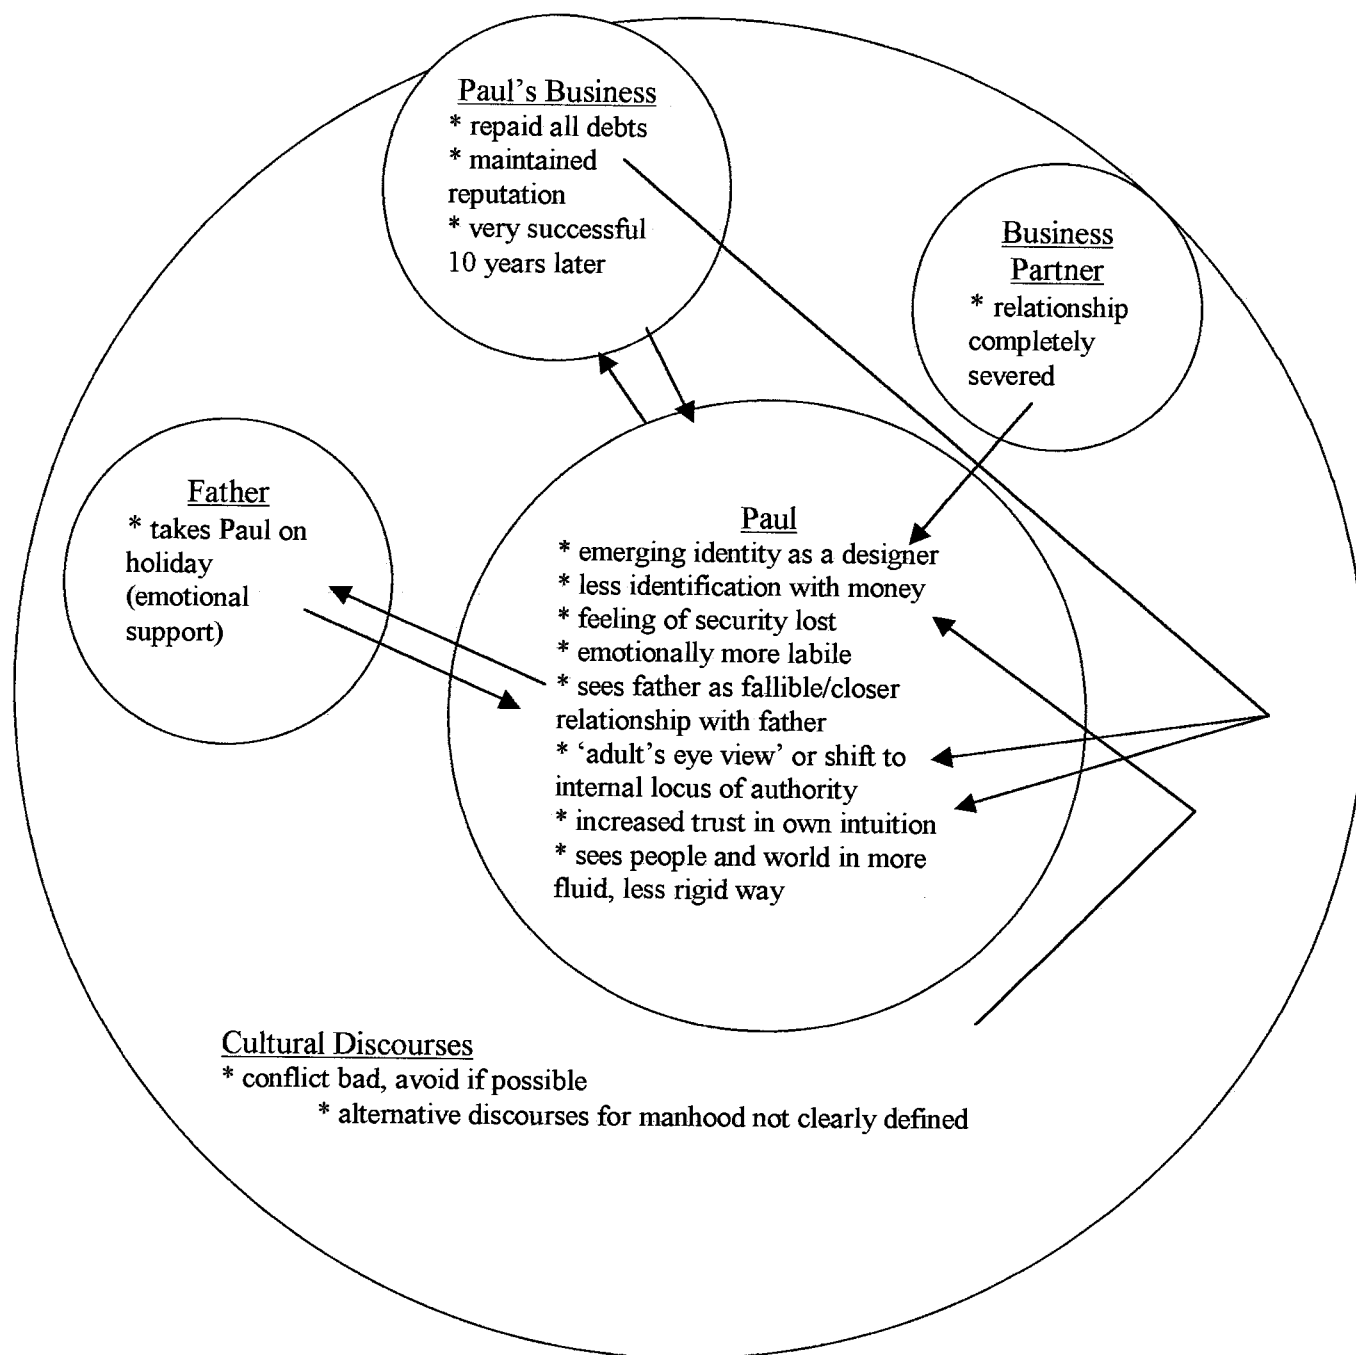 Paul's Business
* repaid all debts
* maintained
reputation
* very successful
10 years later
Business
Partner
* relationship
completely
severed
Father
* takes Paul on
holiday
(emotional
support)
Paul
* emerging identity as a designer
* less identification with money
* feeling of security lost
* emotionally more labile
* sees father as fallible/closer
relationship with father
* ‘adult's eye view’ or shift to
internal locus of authority
* increased trust in own intuition
* sees people and world in more
fluid, less rigid way
Cultural Discourses
* conflict bad, avoid if possible
* alternative discourses for manhood not clearly defined